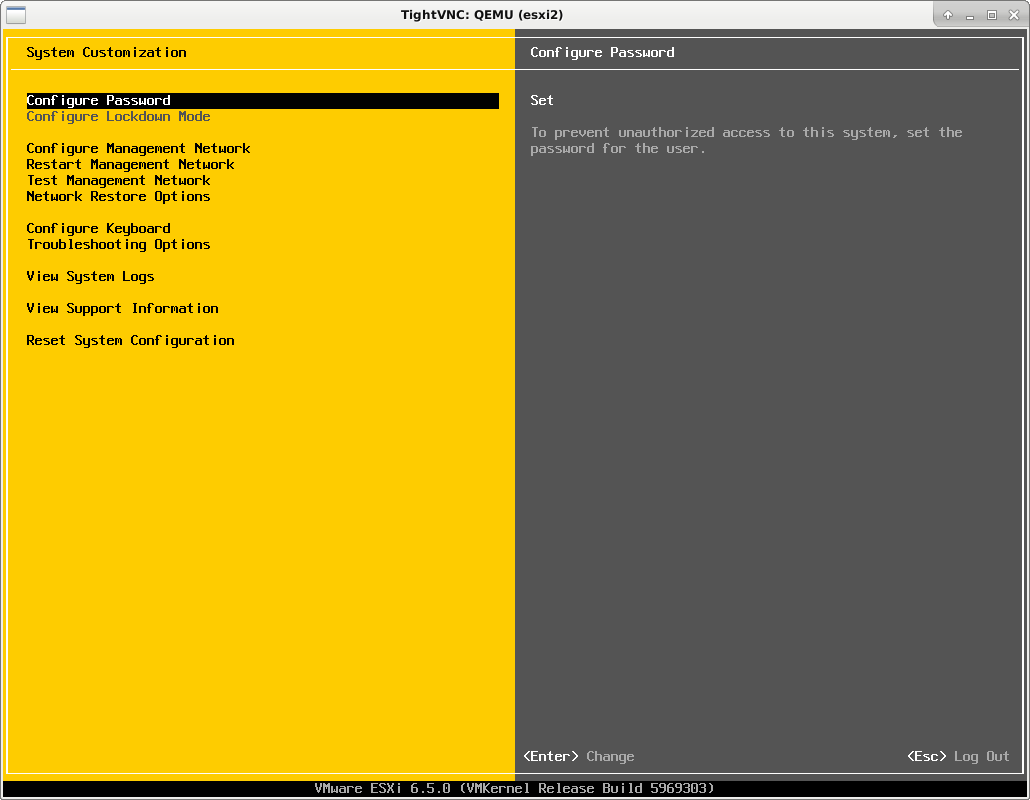 TightVNC: QEMU (esxi2)
System Customization
Configure Password
Configure Lockdown Mode
Configure Management Network
Restart Management Network
Test Management Network
Network Restore Options
Configure Keyboard
Troubleshooting Options
View System Logs
View Support Information
Reset System Configuration
Configure Password
Set
To prevent unauthorized access to this system, set the
password for the user.
<Enter> Change
<Esc> Log Out
VMware ESXi 6.5.0 (VMKernel Release Build 5969303)